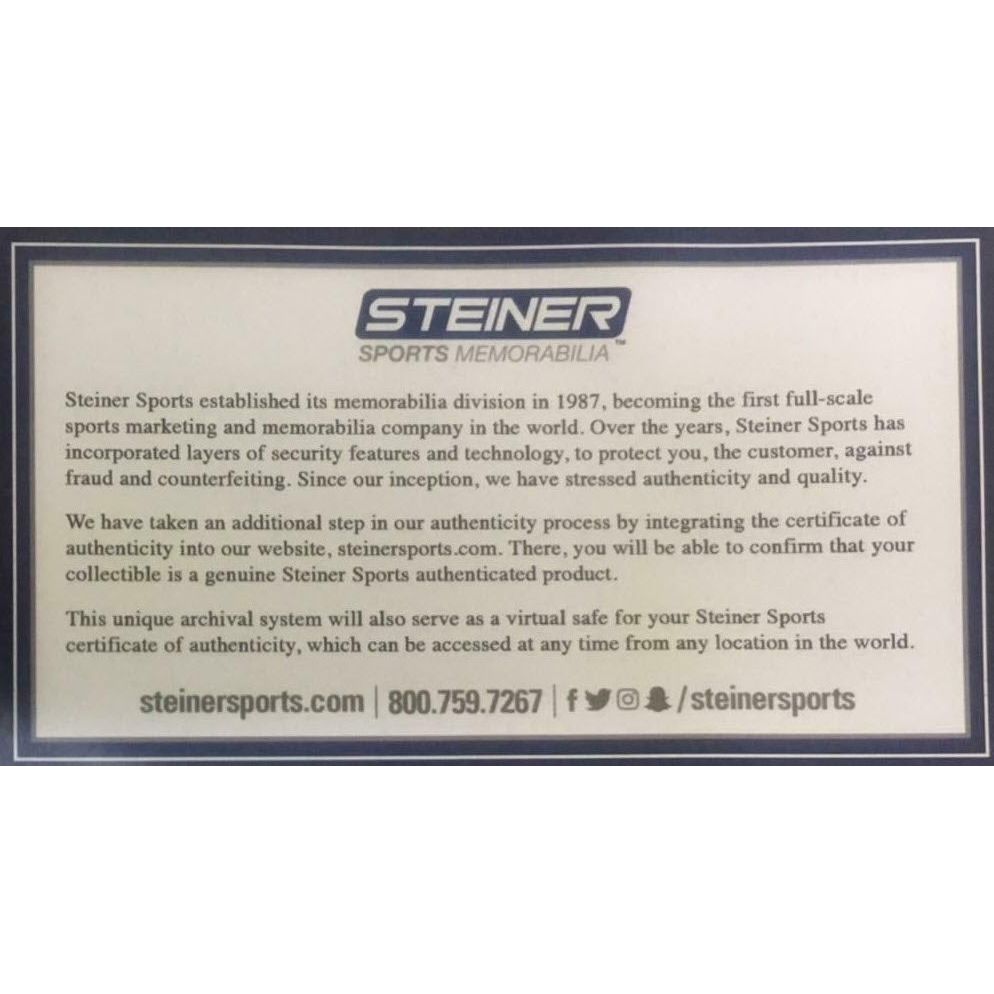 STEINER
SPORTS MEMORABILIA™
Steiner Sports established its memorabilia division in 1987, becoming the first full-scale
sports marketing and memorabilia company in the world. Over the years, Steiner Sports has
incorporated layers of security features and technology, to protect you, the customer, against
fraud and counterfeiting. Since our inception, we have stressed authenticity and quality.
We have taken an additional step in our authenticity process by integrating the certificate of
authenticity into our website, steinersports.com. There, you will be able to confirm that your
collectible is a genuine Steiner Sports authenticated product.
This unique archival system will also serve as a virtual safe for your Steiner Sports
certificate of authenticity, which can be accessed at any time from any location in the world.
steinersports.com | 800.759.7267 | f /steinersports